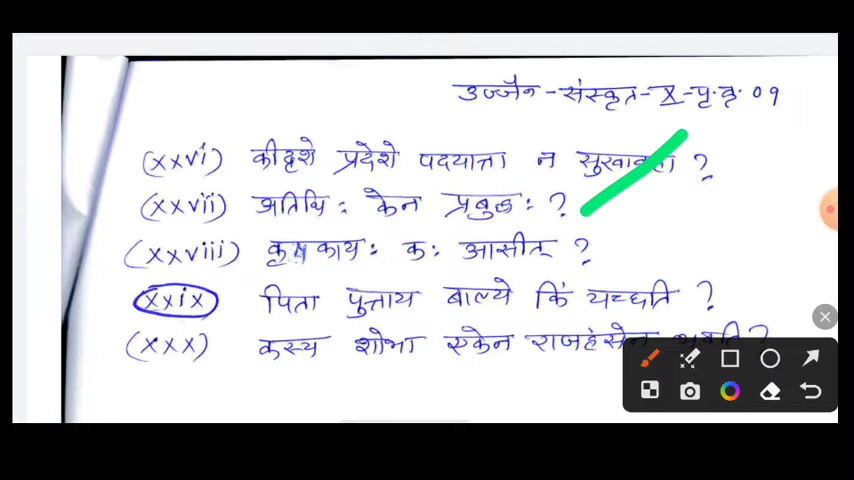 उज्जैन-संस्कृत-X-पृ.क्र. 09
(xxvi) कीदृशे प्रदेशे पदयात्रा न सुखावहा ?
(xxvii) अतिथिः केन प्रबुद्धः ?
(xxviii) कृशकायः कः आसीत् ?
(xxix) पिता पुत्राय बाल्ये किं यच्छति ?
(xxx) कस्य शोभा एकेन राजहंसेन भवति ?